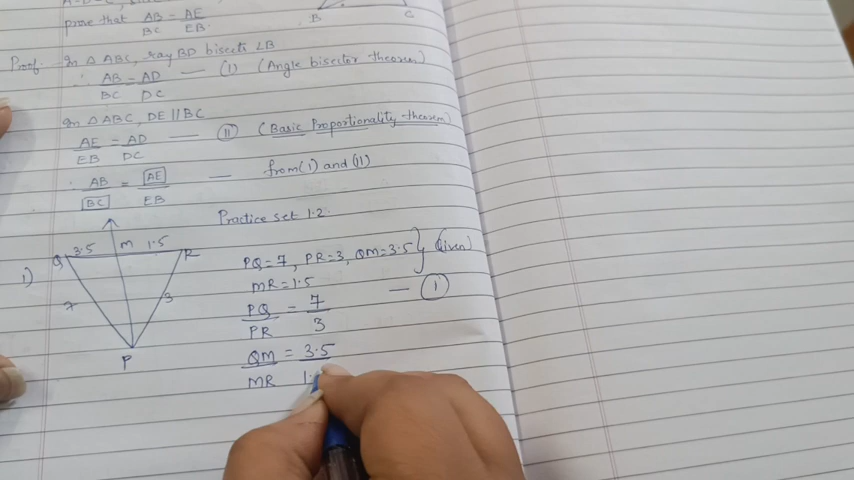 prove that AB/BC = AE/EB.
B C
Proof. In △ABC, ray BD bisects ∠B
∴ AB/BC = AD/DC — (I) (Angle bisector theorem)
In △ABC, DE || BC
AE/EB = AD/DC — (II) (Basic Proportionality theorem)
∴ AB/BC = AE/EB — from (I) and (II)
Practice set 1.2.
1)
Q 3.5 M 1.5 R
7 3
P
PQ=7, PR=3, QM=3.5 } (Given)
MR=1.5
PQ/PR = 7/3 — (1)
QM/MR = 3.5/1.